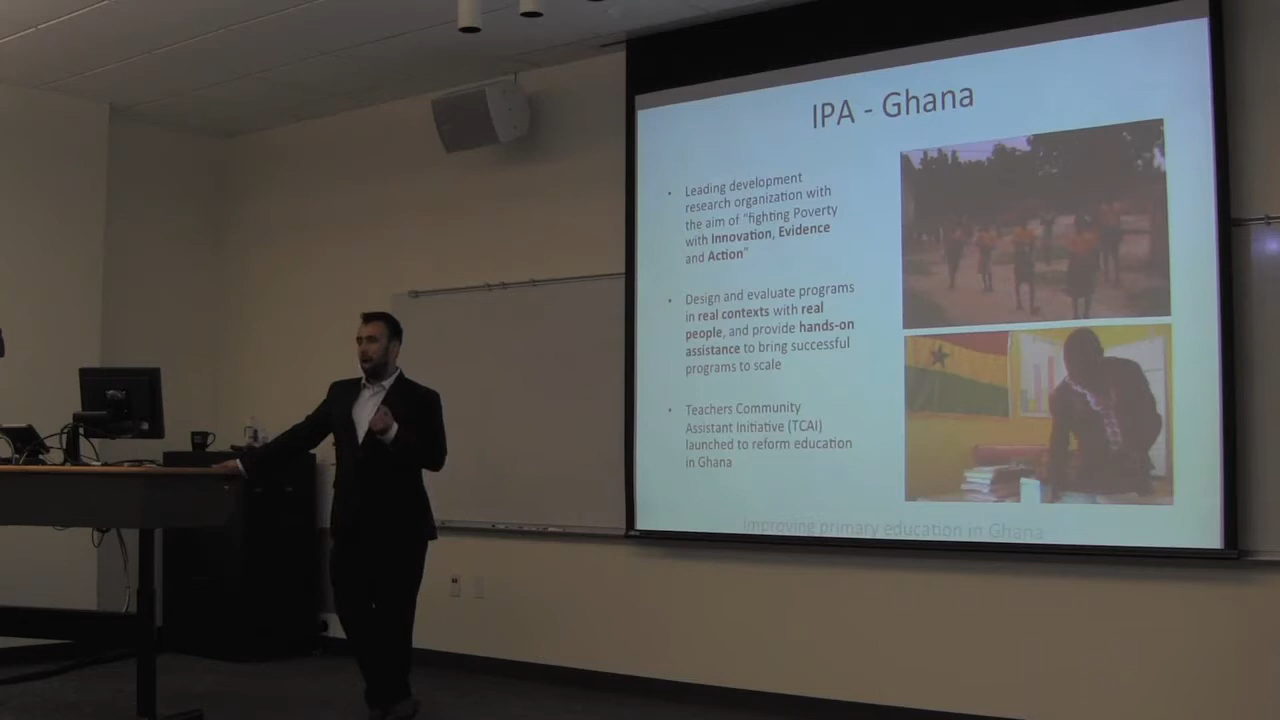 IPA - Ghana
• Leading development
research organization with
the aim of "fighting Poverty
with Innovation, Evidence
and Action"
• Design and evaluate programs
in real contexts with real
people, and provide hands-on
assistance to bring successful
programs to scale
• Teachers Community
Assistant Initiative (TCAI)
launched to reform education
in Ghana
Improving primary education in Ghana